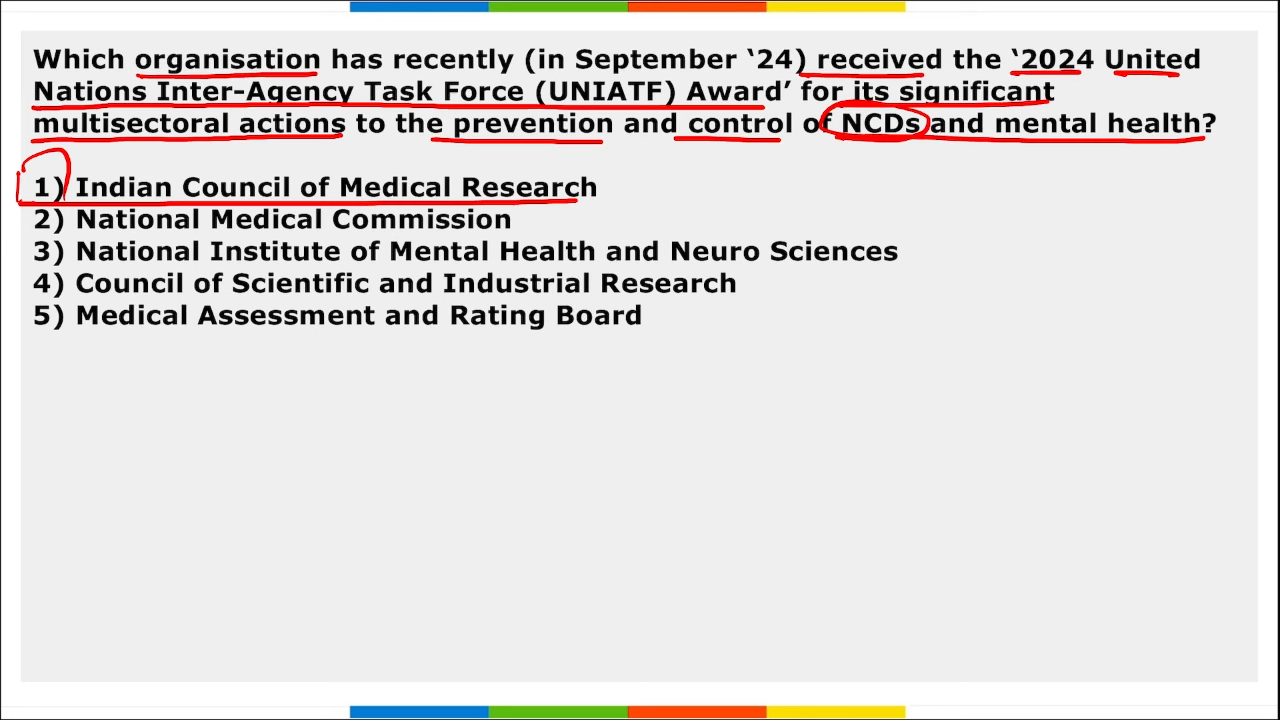 Which organisation has recently (in September ‘24) received the ‘2024 United
Nations Inter-Agency Task Force (UNIATF) Award’ for its significant
multisectoral actions to the prevention and control of NCDs and mental health?
1) Indian Council of Medical Research
2) National Medical Commission
3) National Institute of Mental Health and Neuro Sciences
4) Council of Scientific and Industrial Research
5) Medical Assessment and Rating Board